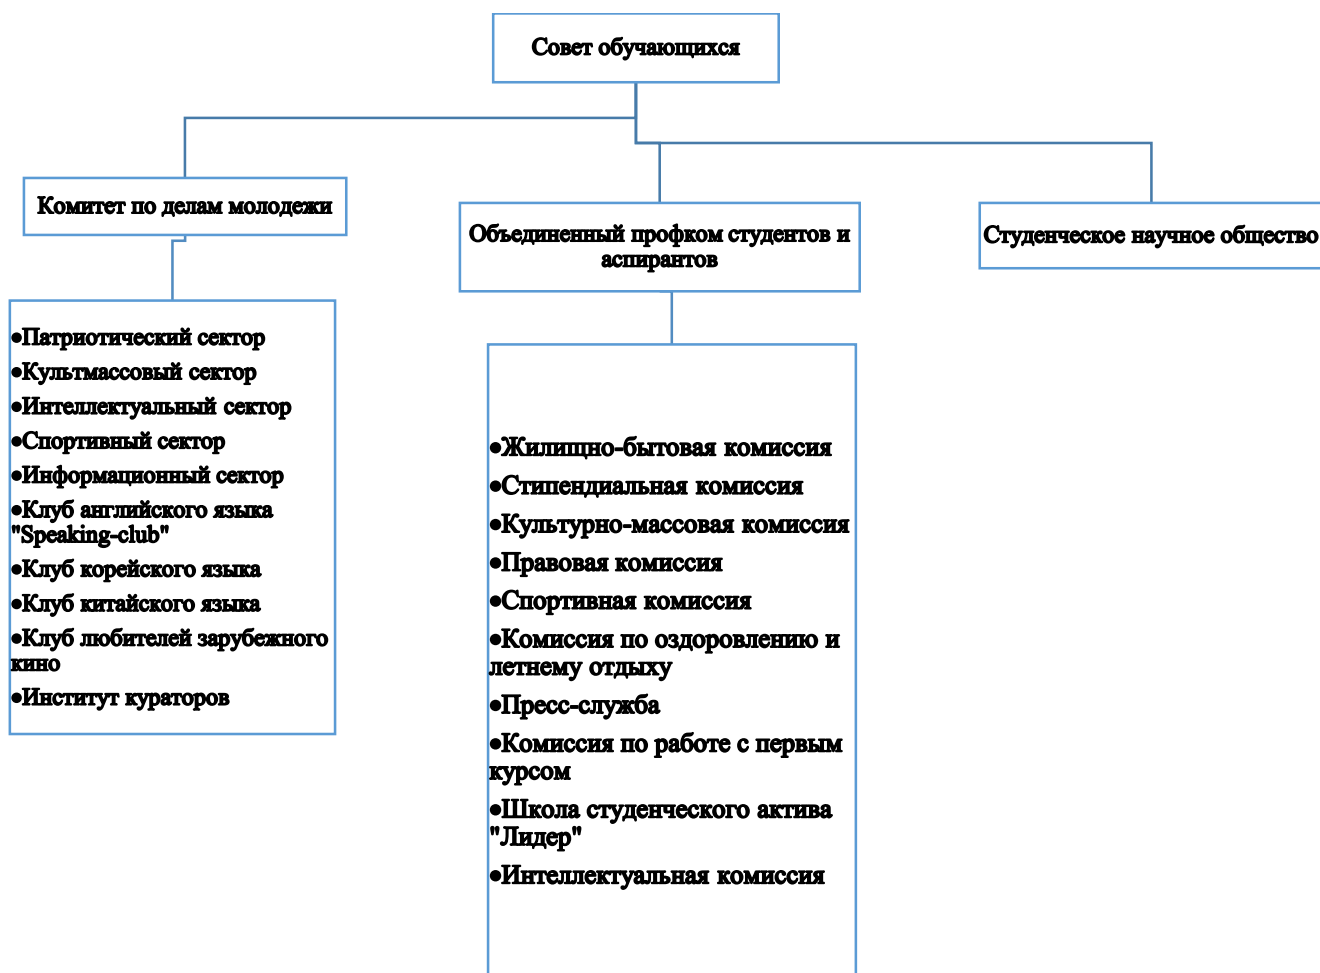 Совет обучающихся
Комитет по делам молодежи
Объединенный профком студентов и
аспирантов
Студенческое научное общество
•Патриотический сектор
•Культмассовый сектор
•Интеллектуальный сектор
•Спортивный сектор
•Информационный сектор
•Клуб английского языка
"Speaking-club"
•Клуб корейского языка
•Клуб китайского языка
•Клуб любителей зарубежного
кино
•Институт кураторов
•Жилищно-бытовая комиссия
•Стипендиальная комиссия
•Культурно-массовая комиссия
•Правовая комиссия
•Спортивная комиссия
•Комиссия по оздоровлению и
летнему отдыху
•Пресс-служба
•Комиссия по работе с первым
курсом
•Школа студенческого актива
"Лидер"
•Интеллектуальная комиссия